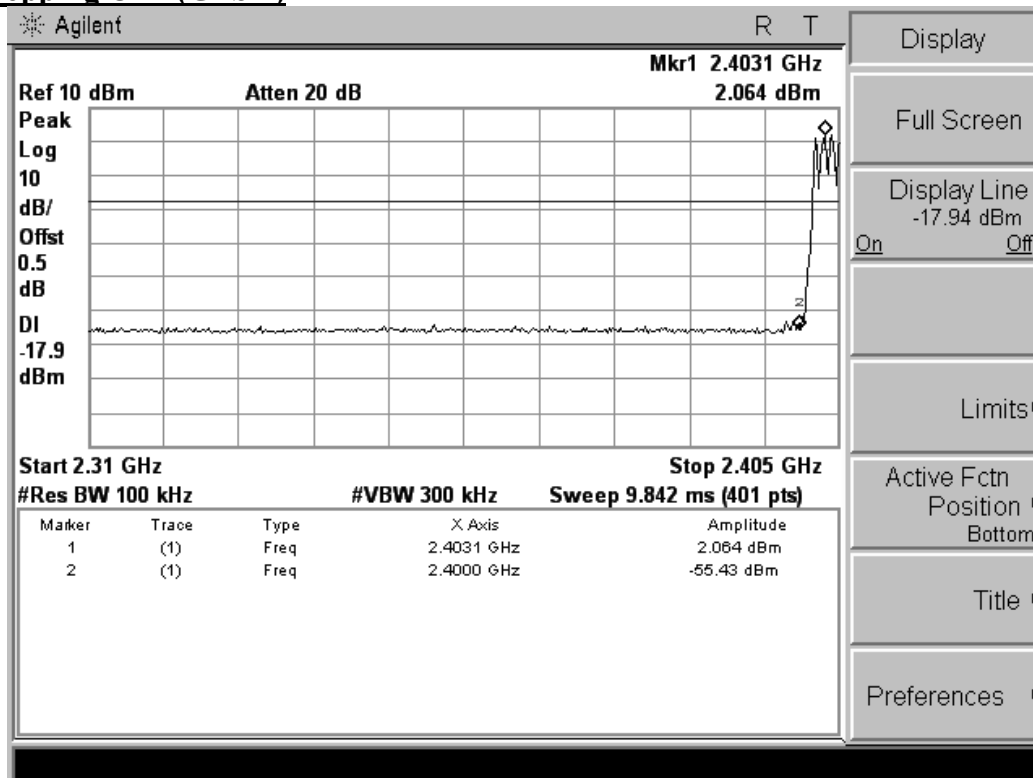 Agilent R T
Mkr1 2.4031 GHz
Ref 10 dBm Atten 20 dB 2.064 dBm
Peak
Log
10
dB/
Offst
0.5
dB
DI
-17.9
dBm
2
Start 2.31 GHz Stop 2.405 GHz
#Res BW 100 kHz #VBW 300 kHz Sweep 9.842 ms (401 pts)
Marker Trace Type X Axis Amplitude
1 (1) Freq 2.4031 GHz 2.064 dBm
2 (1) Freq 2.4000 GHz -55.43 dBm
Display
Full Screen
Display Line
-17.94 dBm
On Off
Limits
Active Fctn
Position
Bottom
Title
Preferences